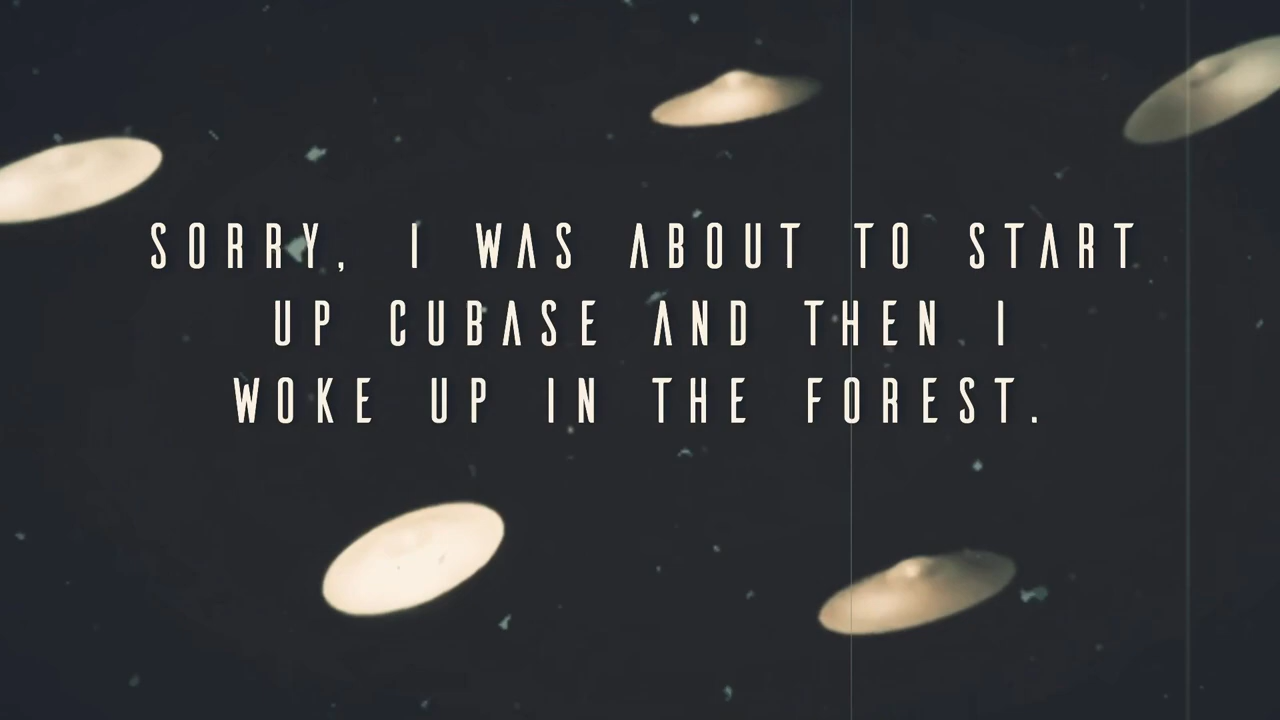 SORRY, I WAS ABOUT TO START
UP CUBASE AND THEN I
WOKE UP IN THE FOREST.